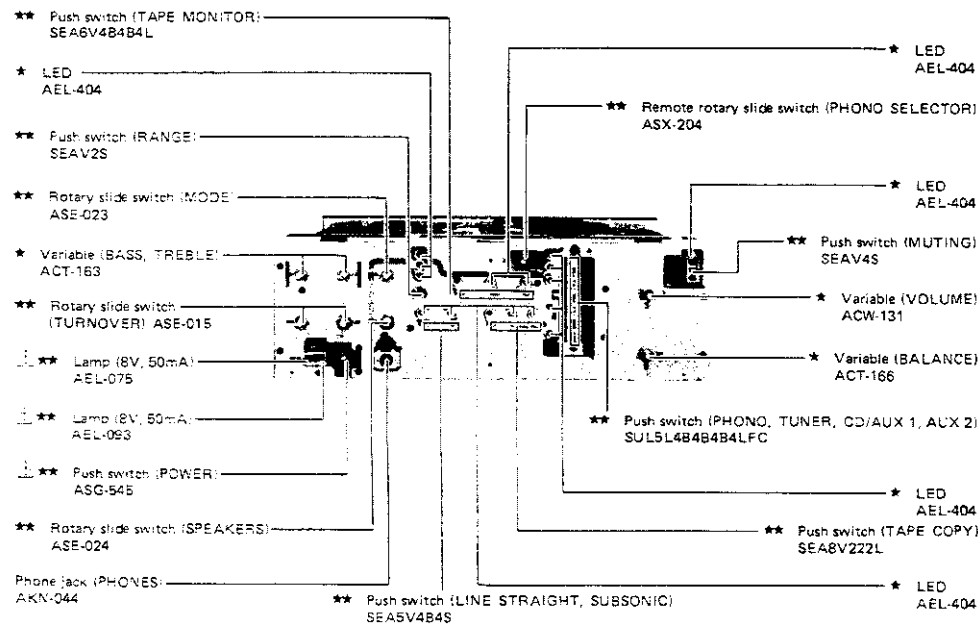 ★★ Push switch (TAPE MONITOR)
SEA6V4B4B4L
★ LED
AEL-404
★★ Push switch (RANGE)
SEAV2S
★★ Rotary slide switch (MODE)
ASE-023
★ Variable (BASS, TREBLE)
ACT-163
★★ Rotary slide switch
(TURNOVER) ASE-015
⚠ ★★ Lamp (8V, 50mA)
AEL-075
⚠ ★★ Lamp (8V, 50mA)
AEL-093
⚠ ★★ Push switch (POWER)
ASG-545
★★ Rotary slide switch (SPEAKERS)
ASE-024
Phone jack (PHONES)
AKN-044
★★ Push switch (LINE STRAIGHT, SUBSONIC)
SEA5V4B4S
★ LED
AEL-404
★★ Remote rotary slide switch (PHONO SELECTOR)
ASX-204
★ LED
AEL-404
★★ Push switch (MUTING)
SEAV4S
★ Variable (VOLUME)
ACW-131
★ Variable (BALANCE)
ACT-166
★★ Push switch (PHONO, TUNER, CD/AUX 1, AUX 2)
SUL5L4B4B4B4LFC
★ LED
AEL-404
★★ Push switch (TAPE COPY)
SEA8V222L
★ LED
AEL-404